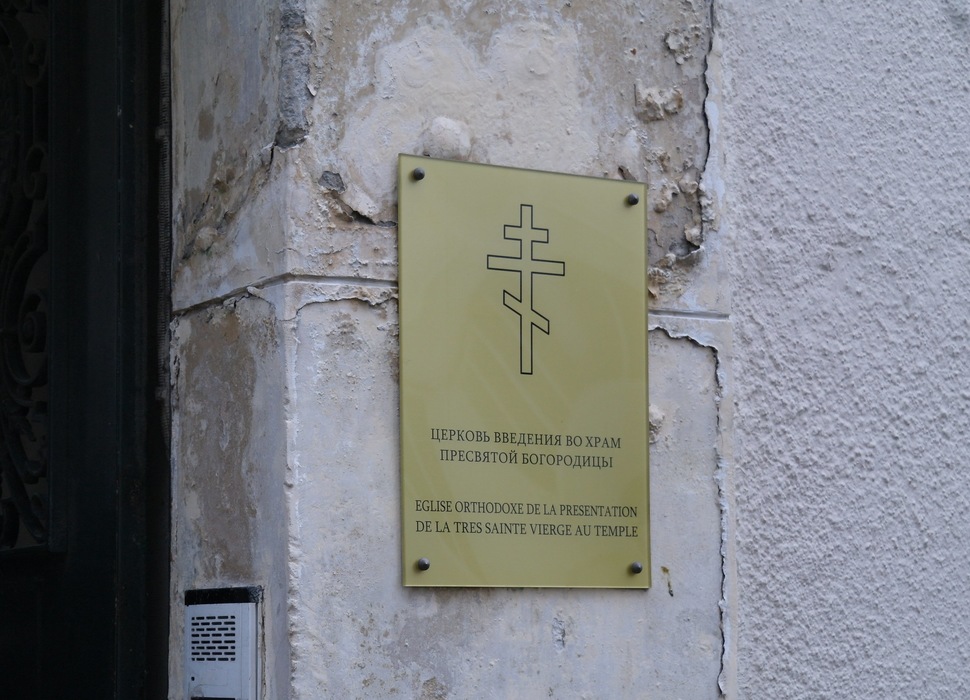 ЦЕРКОВЬ ВВЕДЕНИЯ ВО ХРАМ
ПРЕСВЯТОЙ БОГОРОДИЦЫ
EGLISE ORTHODOXE DE LA PRESENTATION
DE LA TRES SAINTE VIERGE AU TEMPLE